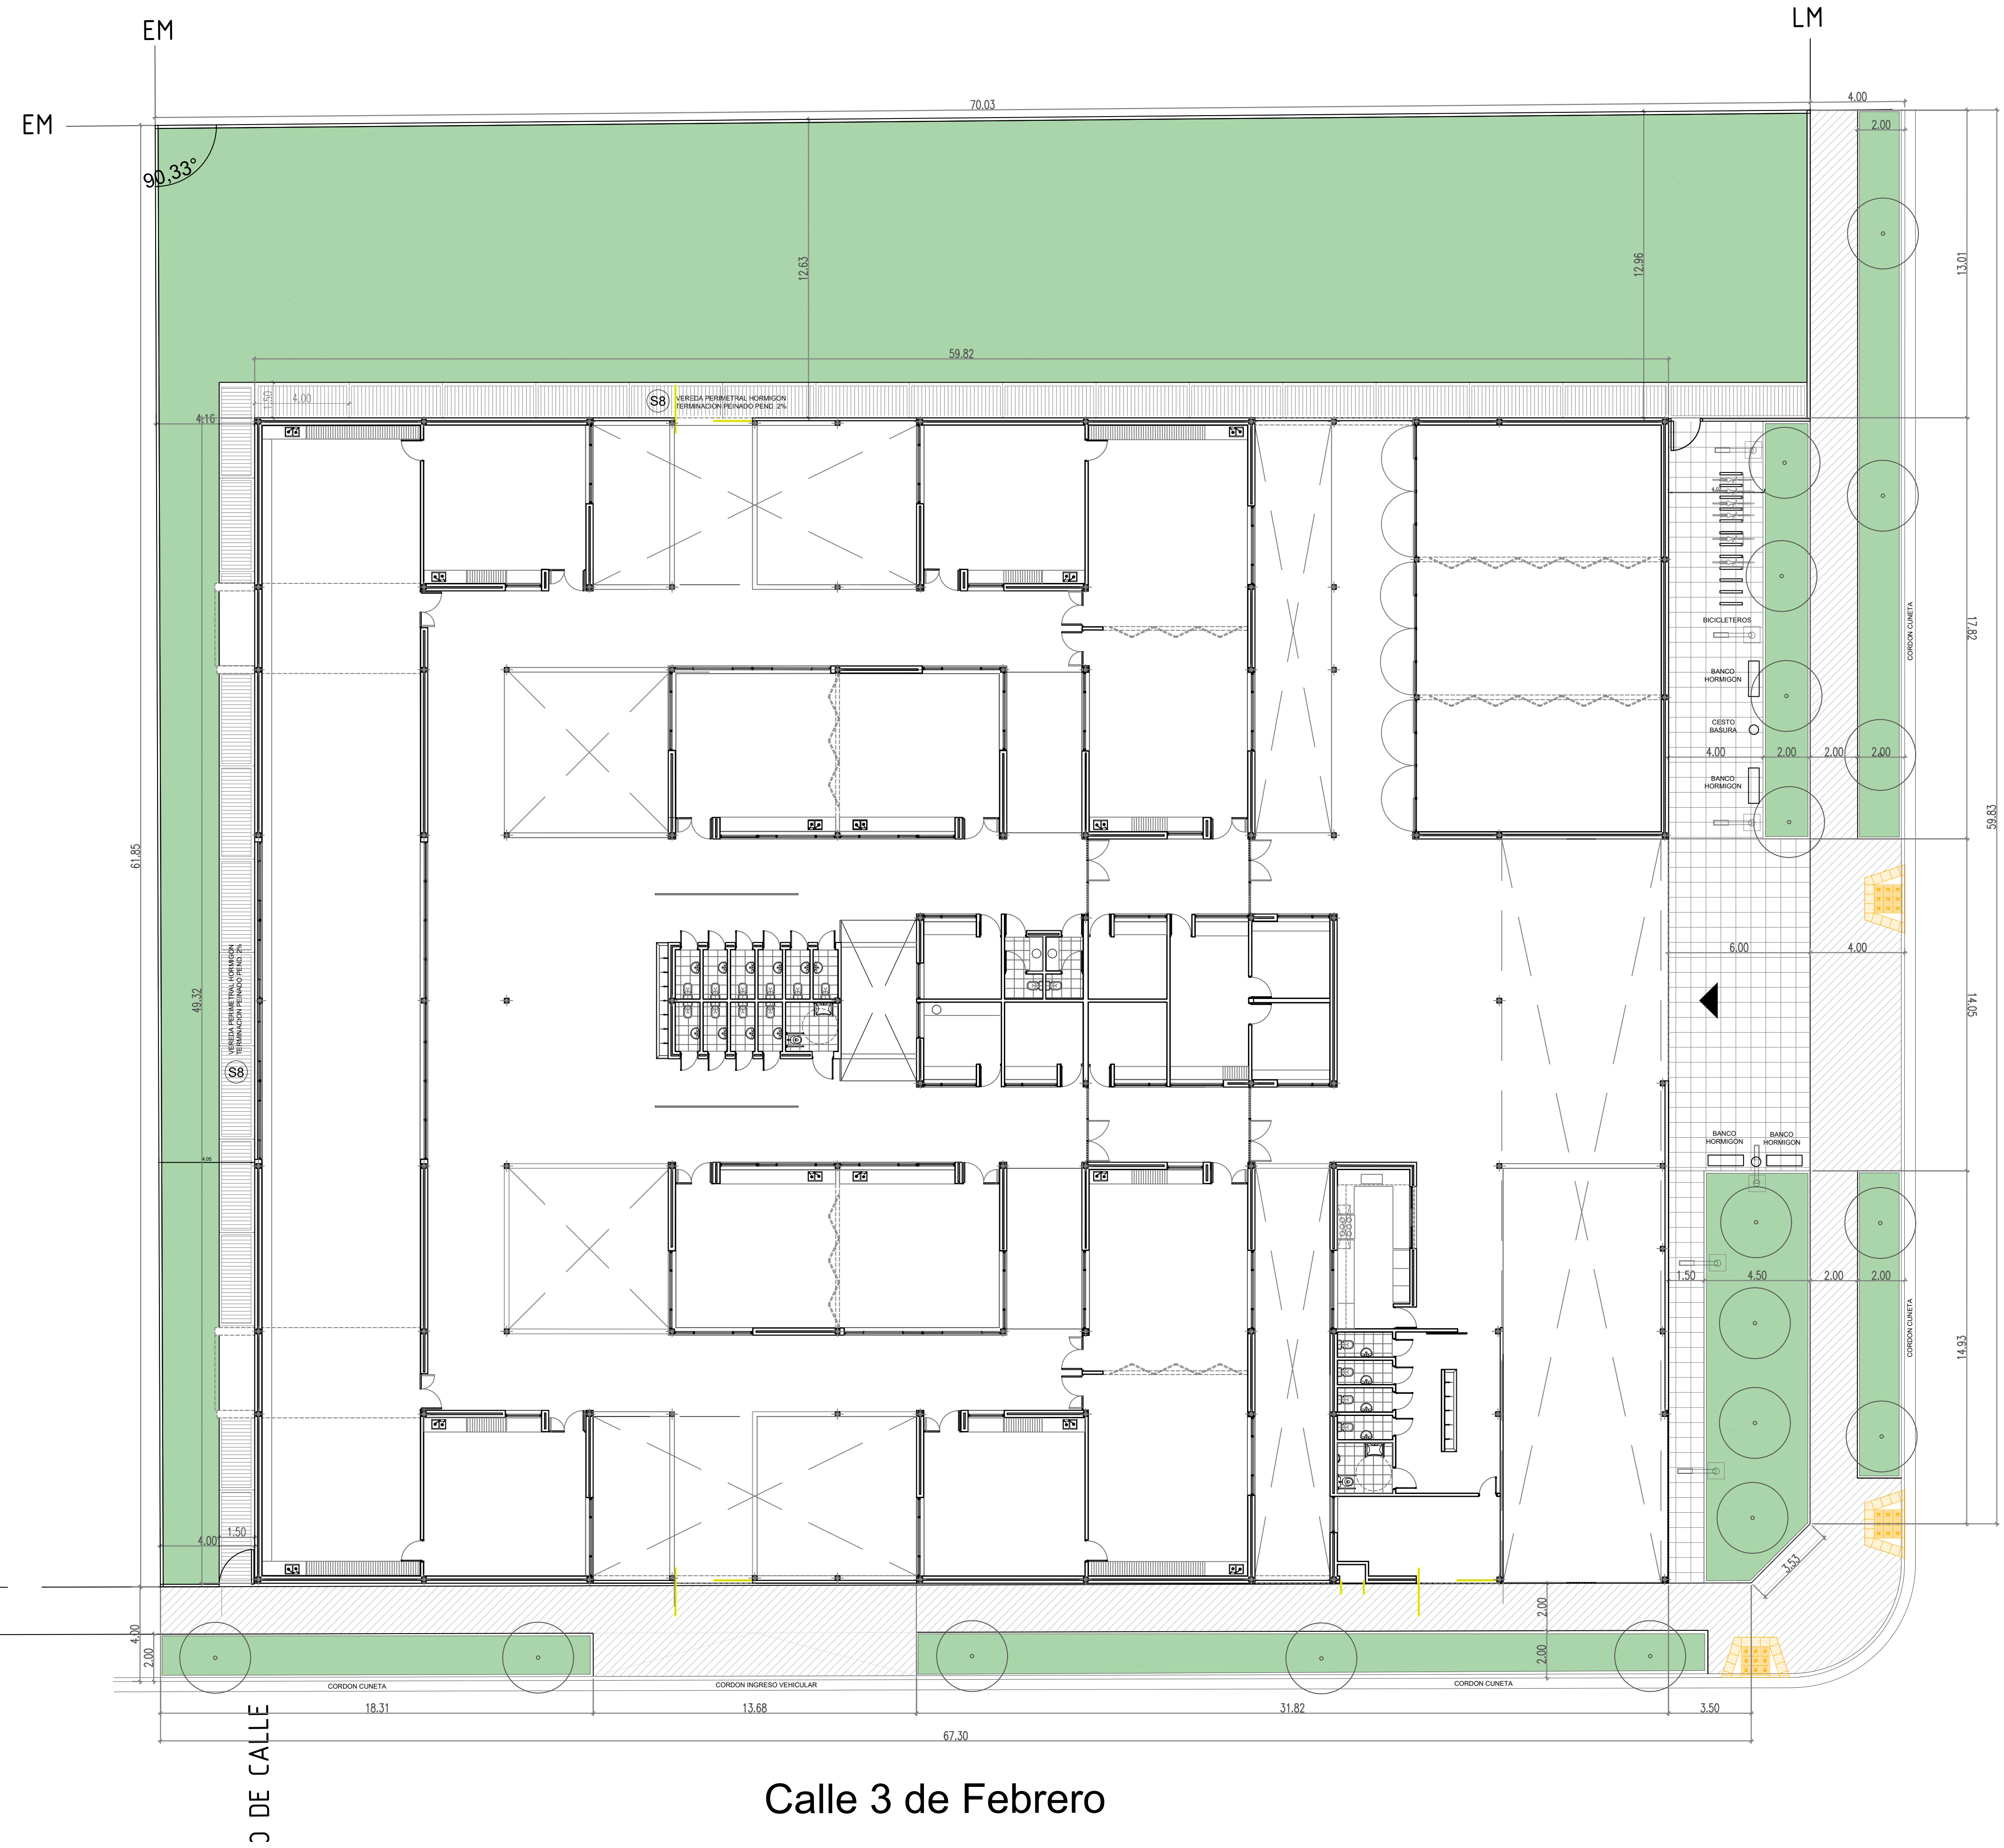 EM
LM
EM
70.03
4.00
2.00
90,33°
12.63
12.96
13.01
59.82
1.50
4.00
S8
VEREDA PERIMETRAL HORMIGON
TERMINACION PEINADO PEND. 2%
4.16
BICICLETEROS
CORDON CUNETA
17.82
BANCO
HORMIGON
CESTO
BASURA
4.00
2.00
2.00
2.00
BANCO
HORMIGON
59.83
61.85
49.32
VEREDA PERIMETRAL HORMIGON
TERMINACION PEINADO PEND. 2%
S8
6.00
4.00
14.05
BANCO
HORMIGON
BANCO
HORMIGON
4.05
1.50
4.50
2.00
2.00
CORDON CUNETA
14.93
4.00
1.50
3.53
4.00
2.00
2.00
2.00
CORDON CUNETA
CORDON INGRESO VEHICULAR
CORDON CUNETA
18.31
13.68
31.82
3.50
67.30
O DE CALLE
Calle 3 de Febrero